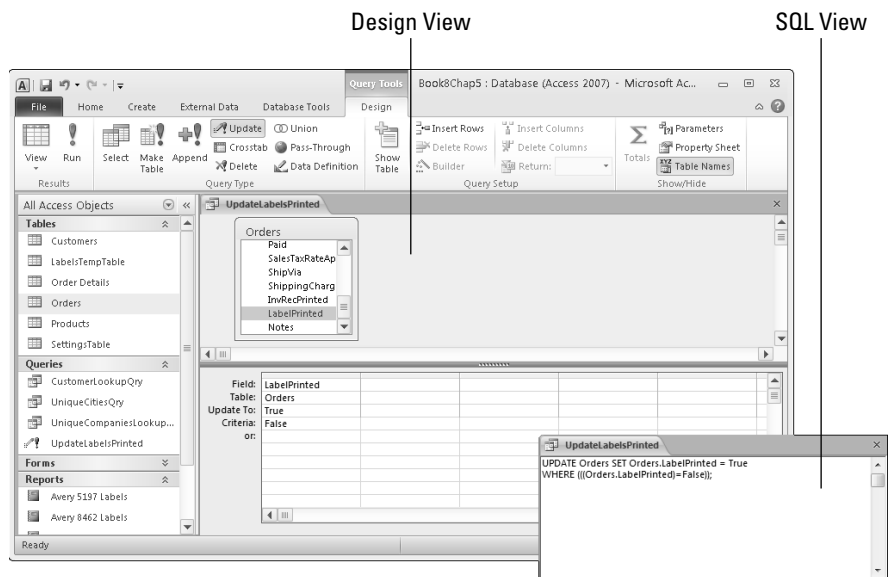 Design View
SQL View
Query Tools
Book8Chap5 : Database (Access 2007) - Microsoft Ac...
File
Home
Create
External Data
Database Tools
Design
View
Run
Results
Select
Make Table
Append
Update
Crosstab
Delete
Union
Pass-Through
Data Definition
Query Type
Show Table
Insert Rows
Delete Rows
Builder
Insert Columns
Delete Columns
Return:
Query Setup
Totals
Parameters
Property Sheet
Table Names
Show/Hide
All Access Objects
Tables
Customers
LabelsTempTable
Order Details
Orders
Products
SettingsTable
Queries
CustomerLookupQry
UniqueCitiesQry
UniqueCompaniesLookup...
UpdateLabelsPrinted
Forms
Reports
Avery 5197 Labels
Avery 8462 Labels
UpdateLabelsPrinted
Orders
Paid
SalesTaxRateAp
ShipVia
ShippingCharg
InvRecPrinted
LabelPrinted
Notes
Field: LabelPrinted
Table: Orders
Update To: True
Criteria: False
or:
UpdateLabelsPrinted
UPDATE Orders SET Orders.LabelPrinted = True
WHERE (((Orders.LabelPrinted)=False));
Ready